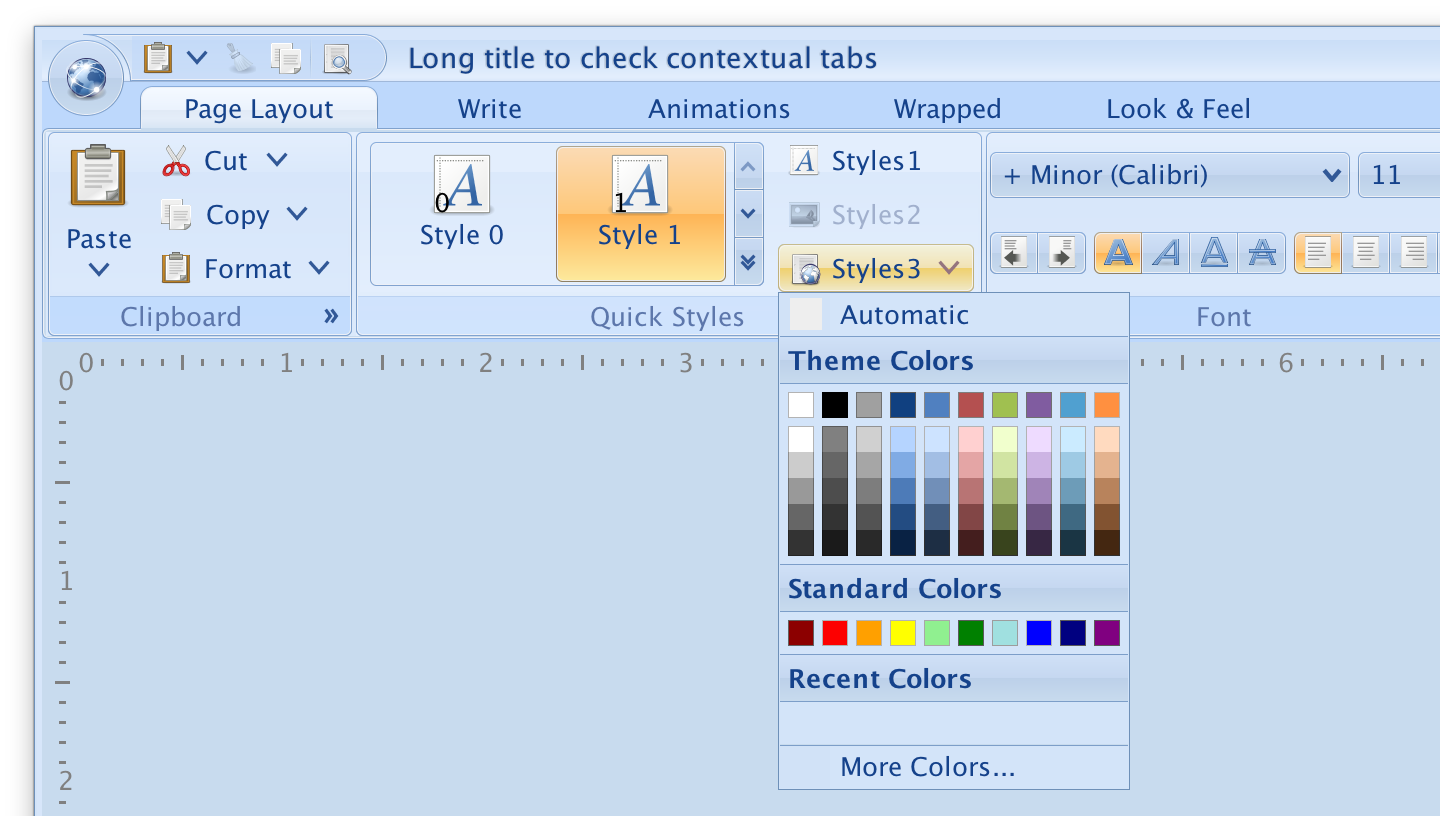 Long title to check contextual tabs
Page Layout
Write
Animations
Wrapped
Look & Feel
Paste
Cut
Copy
Format
Clipboard
0
Style 0
1
Style 1
Styles1
Styles2
Styles3
Quick Styles
+ Minor (Calibri)
11
A A A A
Font
Automatic
Theme Colors
Standard Colors
Recent Colors
More Colors...
0 1 2 3 6
0
1
2